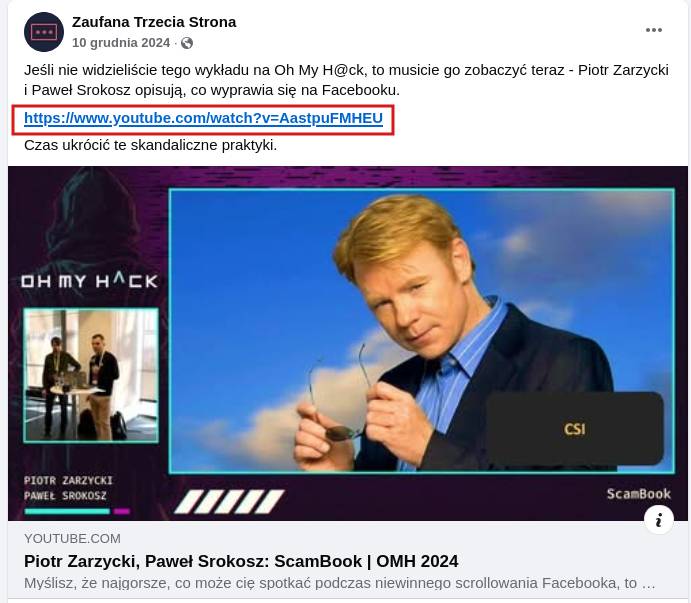 Zaufana Trzecia Strona
10 grudnia 2024 ·
Jeśli nie widzieliście tego wykładu na Oh My H@ck, to musicie go zobaczyć teraz - Piotr Zarzycki
i Paweł Srokosz opisują, co wyprawia się na Facebooku.
https://www.youtube.com/watch?v=AastpuFMHEU
Czas ukrócić te skandaliczne praktyki.
OH MY H^CK
CSI
PIOTR ZARZYCKI
PAWEŁ SROKOSZ
ScamBook
YOUTUBE.COM
Piotr Zarzycki, Paweł Srokosz: ScamBook | OMH 2024
Myślisz, że najgorsze, co może cię spotkać podczas niewinnego scrollowania Facebooka, to …